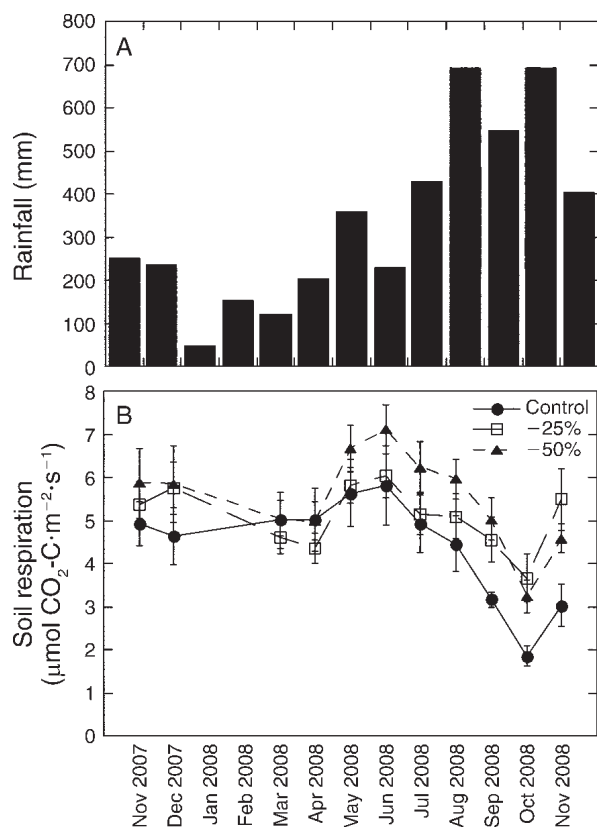 A
Rainfall (mm)
800
700
600
500
400
300
200
100
0
B
Soil respiration
(μmol CO₂-C·m⁻²·s⁻¹)
8
7
6
5
4
3
2
1
0
Control
−25%
−50%
Nov 2007
Dec 2007
Jan 2008
Feb 2008
Mar 2008
Apr 2008
May 2008
Jun 2008
Jul 2008
Aug 2008
Sep 2008
Oct 2008
Nov 2008